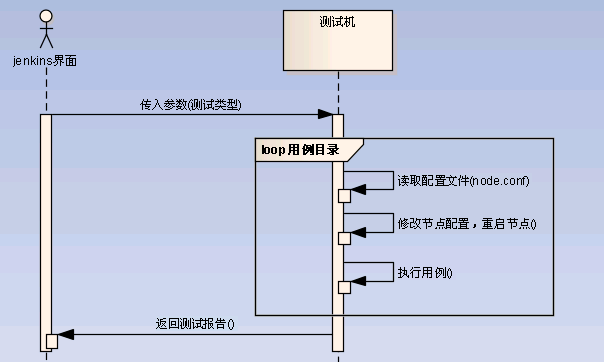 测试机
jenkins界面
传入参数(测试类型)
loop 用例目录
读取配置文件(node.conf)
修改节点配置，重启节点()
执行用例()
返回测试报告()